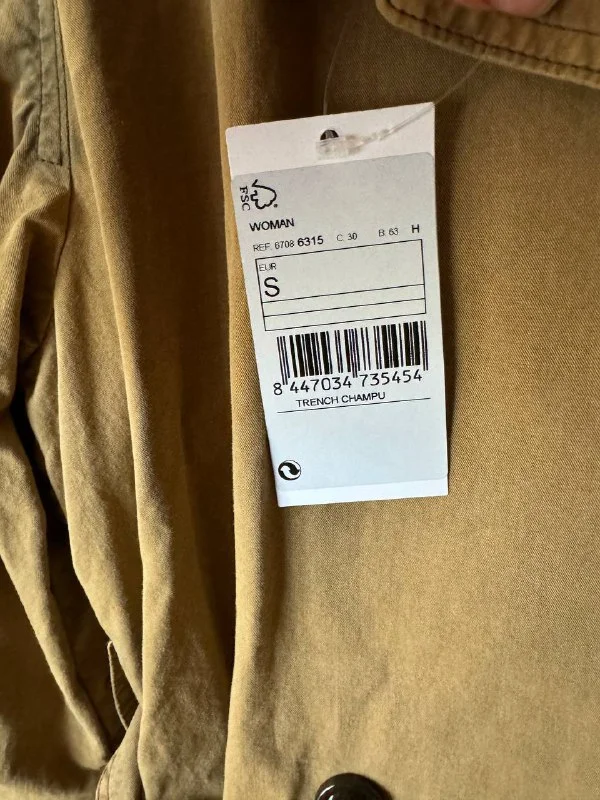 FSC
WOMAN
REF. 6708 6315 C. 30 B. 63 H
EUR
S
8 447034 735454
TRENCH CHAMPU